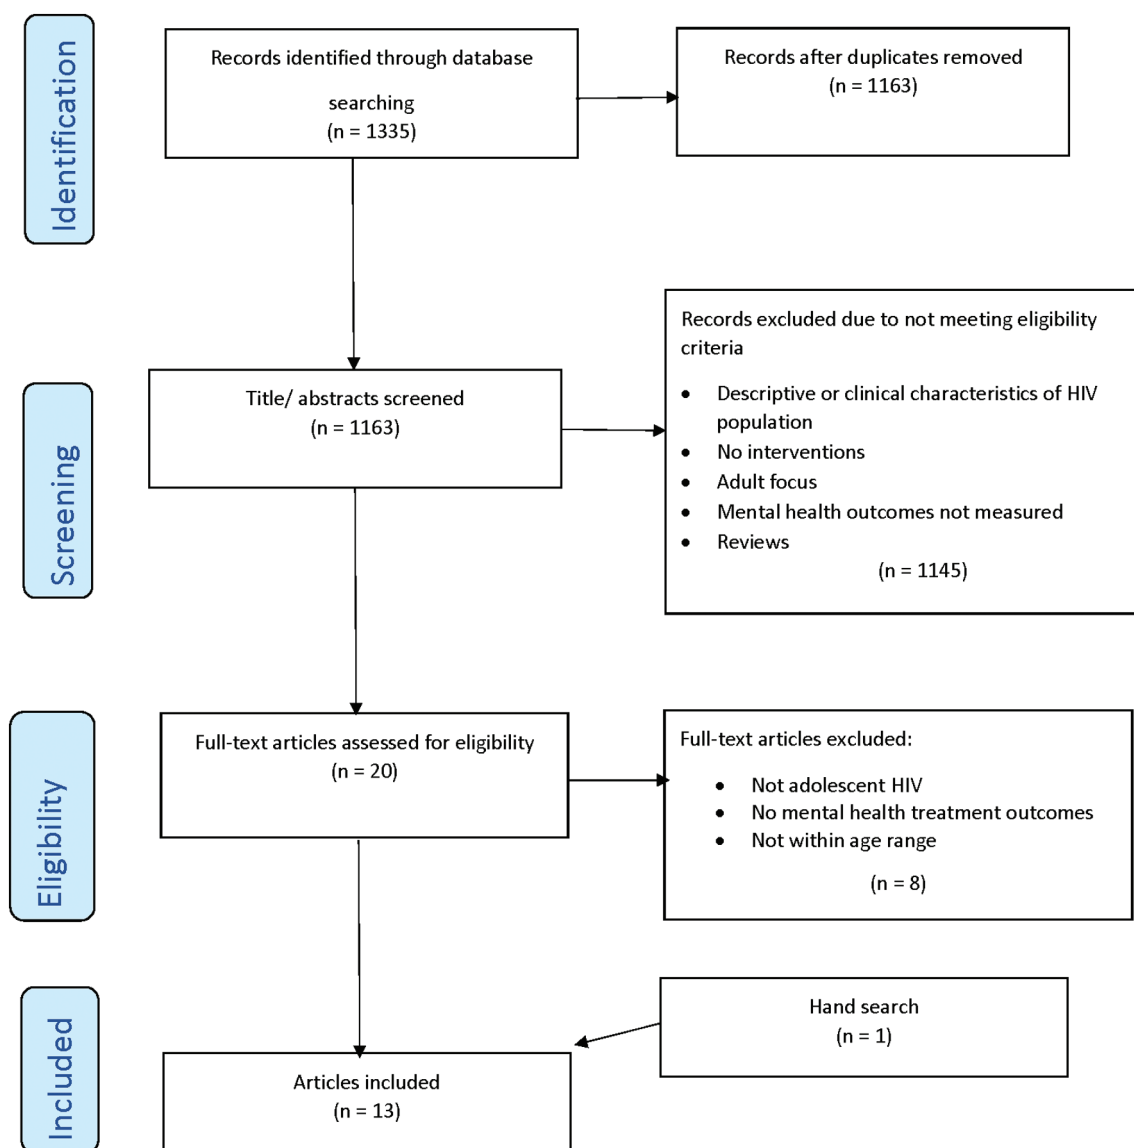 Identification
Records identified through database
searching
(n = 1335)
Records after duplicates removed
(n = 1163)
Screening
Title/ abstracts screened
(n = 1163)
Records excluded due to not meeting eligibility
criteria
• Descriptive or clinical characteristics of HIV
population
• No interventions
• Adult focus
• Mental health outcomes not measured
• Reviews
(n = 1145)
Eligibility
Full-text articles assessed for eligibility
(n = 20)
Full-text articles excluded:
• Not adolescent HIV
• No mental health treatment outcomes
• Not within age range
(n = 8)
Included
Hand search
(n = 1)
Articles included
(n = 13)